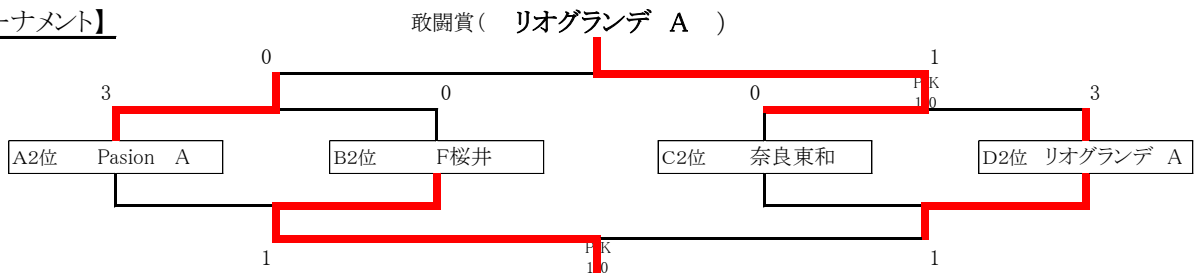 ーナメント】 敢闘賞( リオグランデ A )
0 1
PK
3 0 0 1 0 3
A2位 Pasion A B2位 F桜井 C2位 奈良東和 D2位 リオグランデ A
1 PK 1
1 0